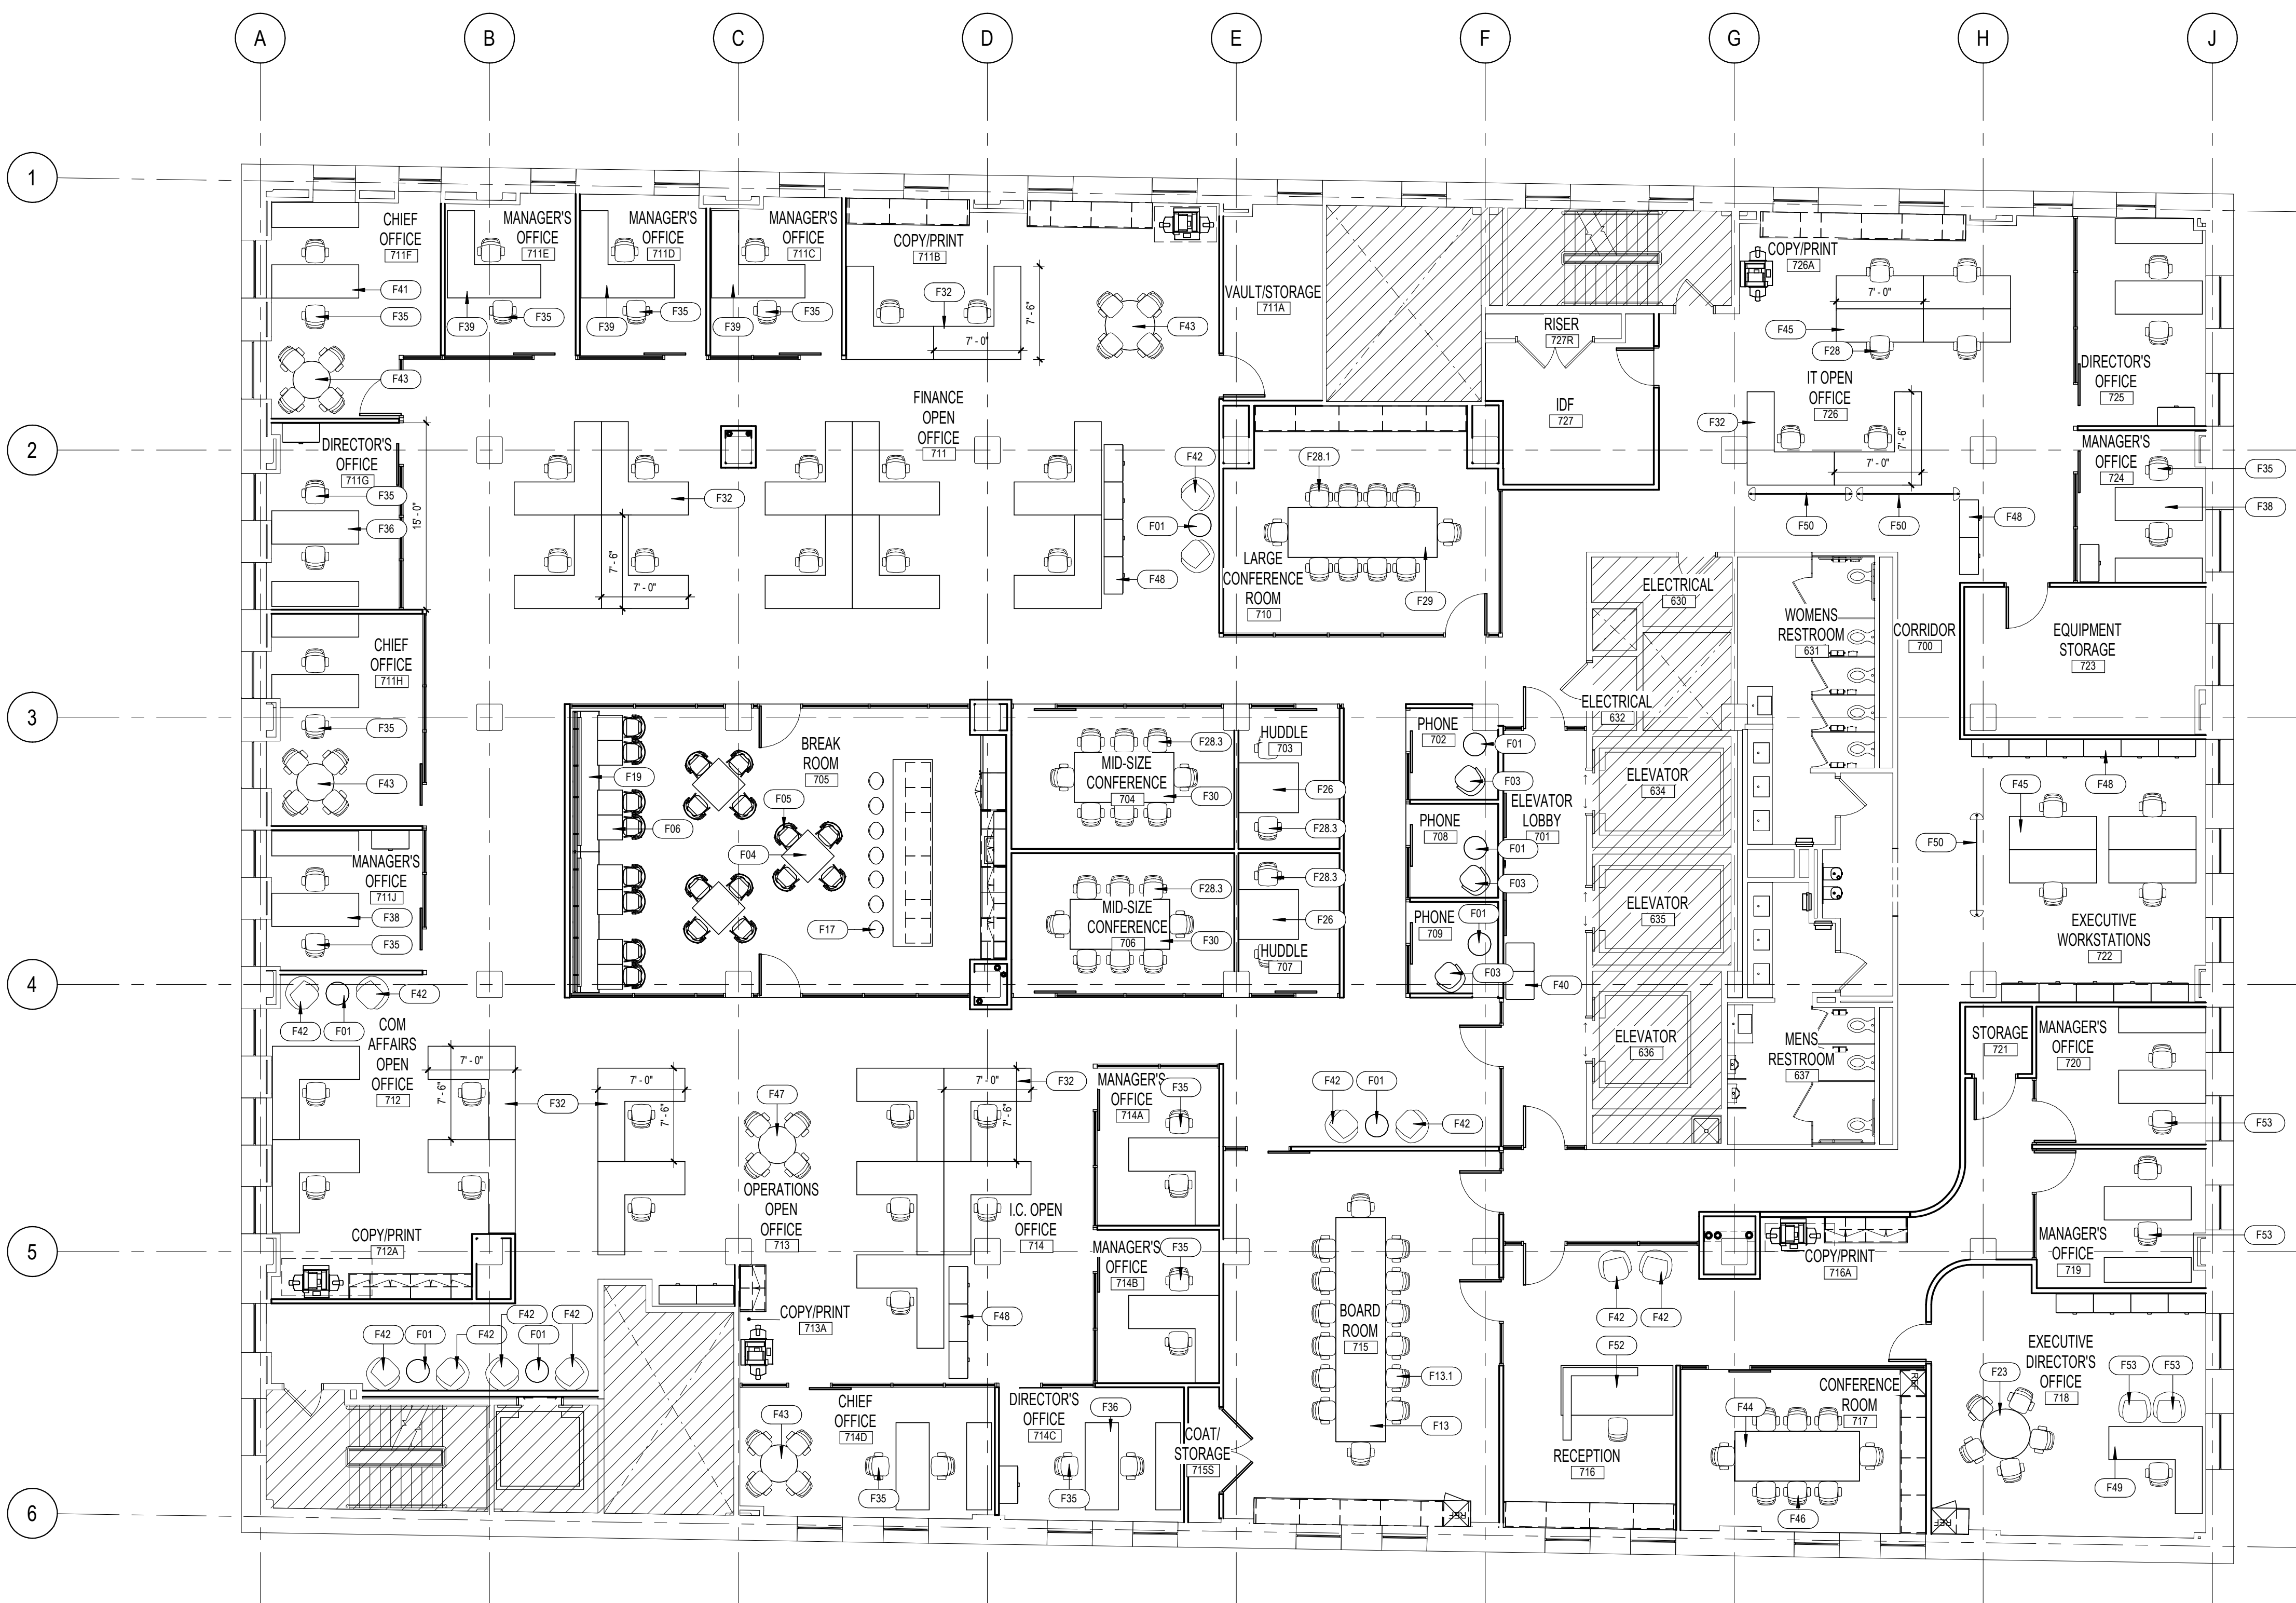 A
B
C
D
E
F
G
H
J
1
2
3
4
5
6
CHIEF
OFFICE
711F
F41
F35
F43
MANAGER'S
OFFICE
711E
F39
F35
MANAGER'S
OFFICE
711D
F39
F35
MANAGER'S
OFFICE
711C
F39
F35
COPY/PRINT
711B
F32
7' - 0"
7' - 6"
F43
VAULT/STORAGE
711A
RISER
727R
IDF
727
COPY/PRINT
726A
7' - 0"
F45
F28
IT OPEN
OFFICE
726
F32
7' - 6"
7' - 0"
F50
F50
F48
DIRECTOR'S
OFFICE
725
MANAGER'S
OFFICE
724
F35
F38
DIRECTOR'S
OFFICE
711G
F35
F36
15' - 0"
FINANCE
OPEN
OFFICE
711
F32
7' - 6"
7' - 0"
F42
F01
F48
F28.1
LARGE
CONFERENCE
ROOM
710
F29
ELECTRICAL
630
WOMENS
RESTROOM
631
CORRIDOR
700
EQUIPMENT
STORAGE
723
CHIEF
OFFICE
711H
F35
F43
MANAGER'S
OFFICE
711J
F38
F35
BREAK
ROOM
705
F19
F06
F05
F04
F17
MID-SIZE
CONFERENCE
704
F28.3
F30
HUDDLE
703
F26
F28.3
MID-SIZE
CONFERENCE
706
F28.3
F30
F28.3
F26
HUDDLE
707
PHONE
702
F01
F03
PHONE
708
F01
F03
PHONE
709
F01
F03
F40
ELEVATOR
LOBBY
701
ELECTRICAL
632
ELEVATOR
634
ELEVATOR
635
ELEVATOR
636
MENS
RESTROOM
637
F45
F48
F50
EXECUTIVE
WORKSTATIONS
722
F42
F42
F01
COM
AFFAIRS
OPEN
OFFICE
712
7' - 0"
7' - 6"
F32
7' - 0"
7' - 6"
COPY/PRINT
712A
F47
OPERATIONS
OPEN
OFFICE
713
7' - 0"
7' - 6"
F32
I.C. OPEN
OFFICE
714
F48
COPY/PRINT
713A
MANAGER'S
OFFICE
714A
F35
MANAGER'S
OFFICE
714B
F35
F42
F01
F42
STORAGE
721
MANAGER'S
OFFICE
720
F53
MANAGER'S
OFFICE
719
F53
COPY/PRINT
716A
F42
F42
F42
F01
F42
F42
F01
F42
CHIEF
OFFICE
714D
F43
F35
DIRECTOR'S
OFFICE
714C
F36
F35
COAT/
STORAGE
715S
BOARD
ROOM
715
F13.1
F13
REF
F52
RECEPTION
716
CONFERENCE
ROOM
717
F44
F46
REF
EXECUTIVE
DIRECTOR'S
OFFICE
718
F23
F53
F53
F49
REF